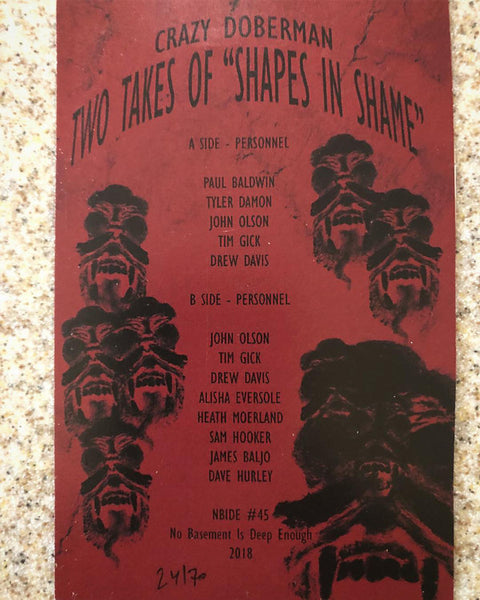 CRAZY DOBERMAN
TWO TAKES OF "SHAPES IN SHAME"
A SIDE - PERSONNEL
PAUL BALDWIN
TYLER DAMON
JOHN OLSON
TIM GICK
DREW DAVIS
B SIDE - PERSONNEL
JOHN OLSON
TIM GICK
DREW DAVIS
ALISHA EVERSOLE
HEATH MOERLAND
SAM HOOKER
JAMES BALJO
DAVE HURLEY
NBIDE #45
No Basement Is Deep Enough
2018
24/70